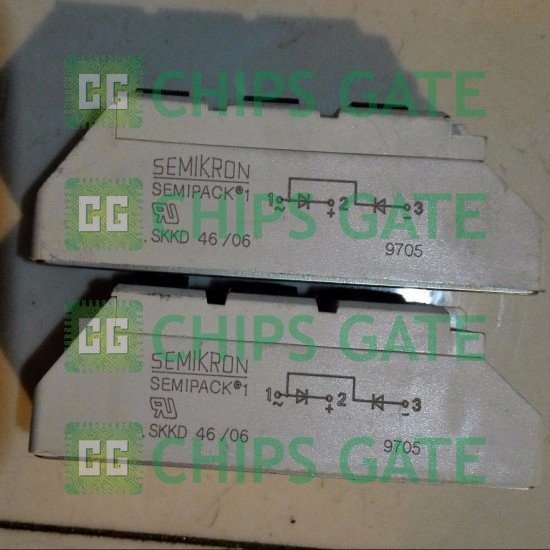 CG CHIPS GATE
SEMIKRON
SEMIPACK®1
1 ~ + 2 - 3
CG CHIPS GATE
.SKKD 46/06
9705
CG CHIPS GATE
SEMIKRON
SEMIPACK®1
1 ~ + 2 - 3
.SKKD 46/06
9705
CG CHIPS GATE